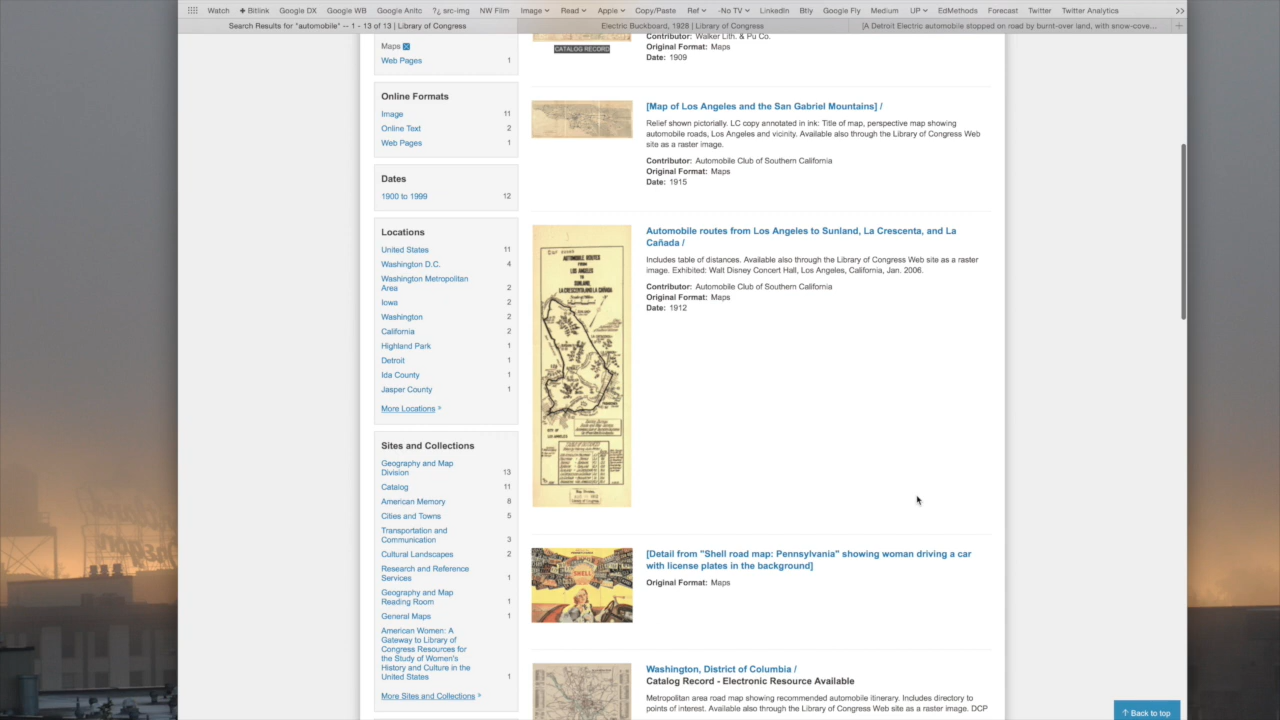 Watch ✚ Bitlink Google DX Google WB Google Anltc ?¿ src-img NW Film Image Read Apple Copy/Paste Ref -No TV Btly Google Fly Medium LinkedIn UP EdMethods Forecast Twitter Twitter Analytics >>
Search Results for "automobile" -- 1 - 13 of 13 | Library of Congress
Electric Buckboard, 1928 | Library of Congress
[A Detroit Electric automobile stopped on road by burnt-over land, with snow-cove...
Maps
Web Pages 1
Online Formats
Image 11
Online Text 2
Web Pages 1
Dates
1900 to 1999 12
Locations
United States 11
Washington D.C. 4
Washington Metropolitan
Area 2
Iowa 2
Washington 2
California 2
Highland Park 1
Detroit 1
Ida County 1
Jasper County 1
More Locations »
Sites and Collections
Geography and Map
Division 13
Catalog 11
American Memory 8
Cities and Towns 5
Transportation and
Communication 3
Cultural Landscapes 2
Research and Reference
Services 1
Geography and Map
Reading Room 1
General Maps 1
American Women: A
Gateway to Library of
Congress Resources for
the Study of Women's
History and Culture in the
United States 1
More Sites and Collections »
CATALOG RECORD
Contributor: Walker Lith. & Pu Co.
Original Format: Maps
Date: 1909
[Map of Los Angeles and the San Gabriel Mountains] /
Relief shown pictorially. LC copy annotated in ink: Title of map, perspective map showing
automobile roads, Los Angeles and vicinity. Available also through the Library of Congress Web
site as a raster image.
Contributor: Automobile Club of Southern California
Original Format: Maps
Date: 1915
AUTOMOBILE ROUTES
FROM
LOS ANGELES
TO
SUNLAND,
LA CRESCENTA, AND
LA CAÑADA
Automobile routes from Los Angeles to Sunland, La Crescenta, and La
Cañada /
Includes table of distances. Available also through the Library of Congress Web site as a raster
image. Exhibited: Walt Disney Concert Hall, Los Angeles, California, Jan. 2006.
Contributor: Automobile Club of Southern California
Original Format: Maps
Date: 1912
SHELL
[Detail from "Shell road map: Pennsylvania" showing woman driving a car
with license plates in the background]
Original Format: Maps
Washington, District of Columbia /
Catalog Record - Electronic Resource Available
Metropolitan area road map showing recommended automobile itinerary. Includes directory to
points of interest. Available also through the Library of Congress Web site as a raster image. DCP
Back to top